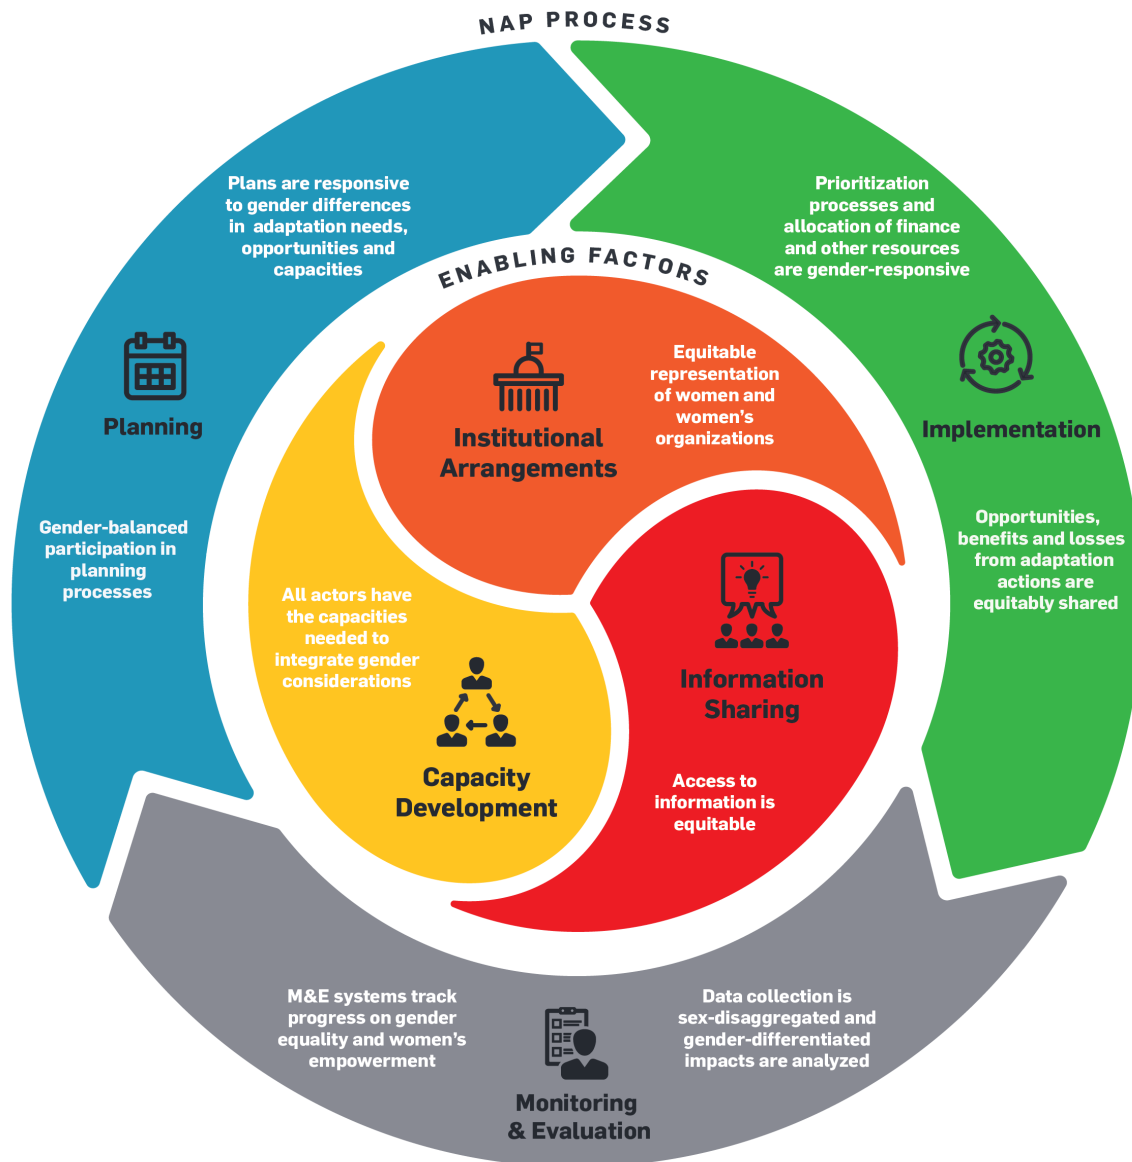 NAP PROCESS
Plans are responsive
to gender differences
in adaptation needs,
opportunities and
capacities
Planning
Gender-balanced
participation in
planning
processes
Prioritization
processes and
allocation of finance
and other resources
are gender-responsive
Implementation
Opportunities,
benefits and losses
from adaptation
actions are
equitably shared
ENABLING FACTORS
Institutional
Arrangements
Equitable
representation
of women and
women’s
organizations
All actors have
the capacities
needed to
integrate gender
considerations
Capacity
Development
Information
Sharing
Access to
information is
equitable
M&E systems track
progress on gender
equality and women’s
empowerment
Monitoring
& Evaluation
Data collection is
sex-disaggregated and
gender-differentiated
impacts are analyzed